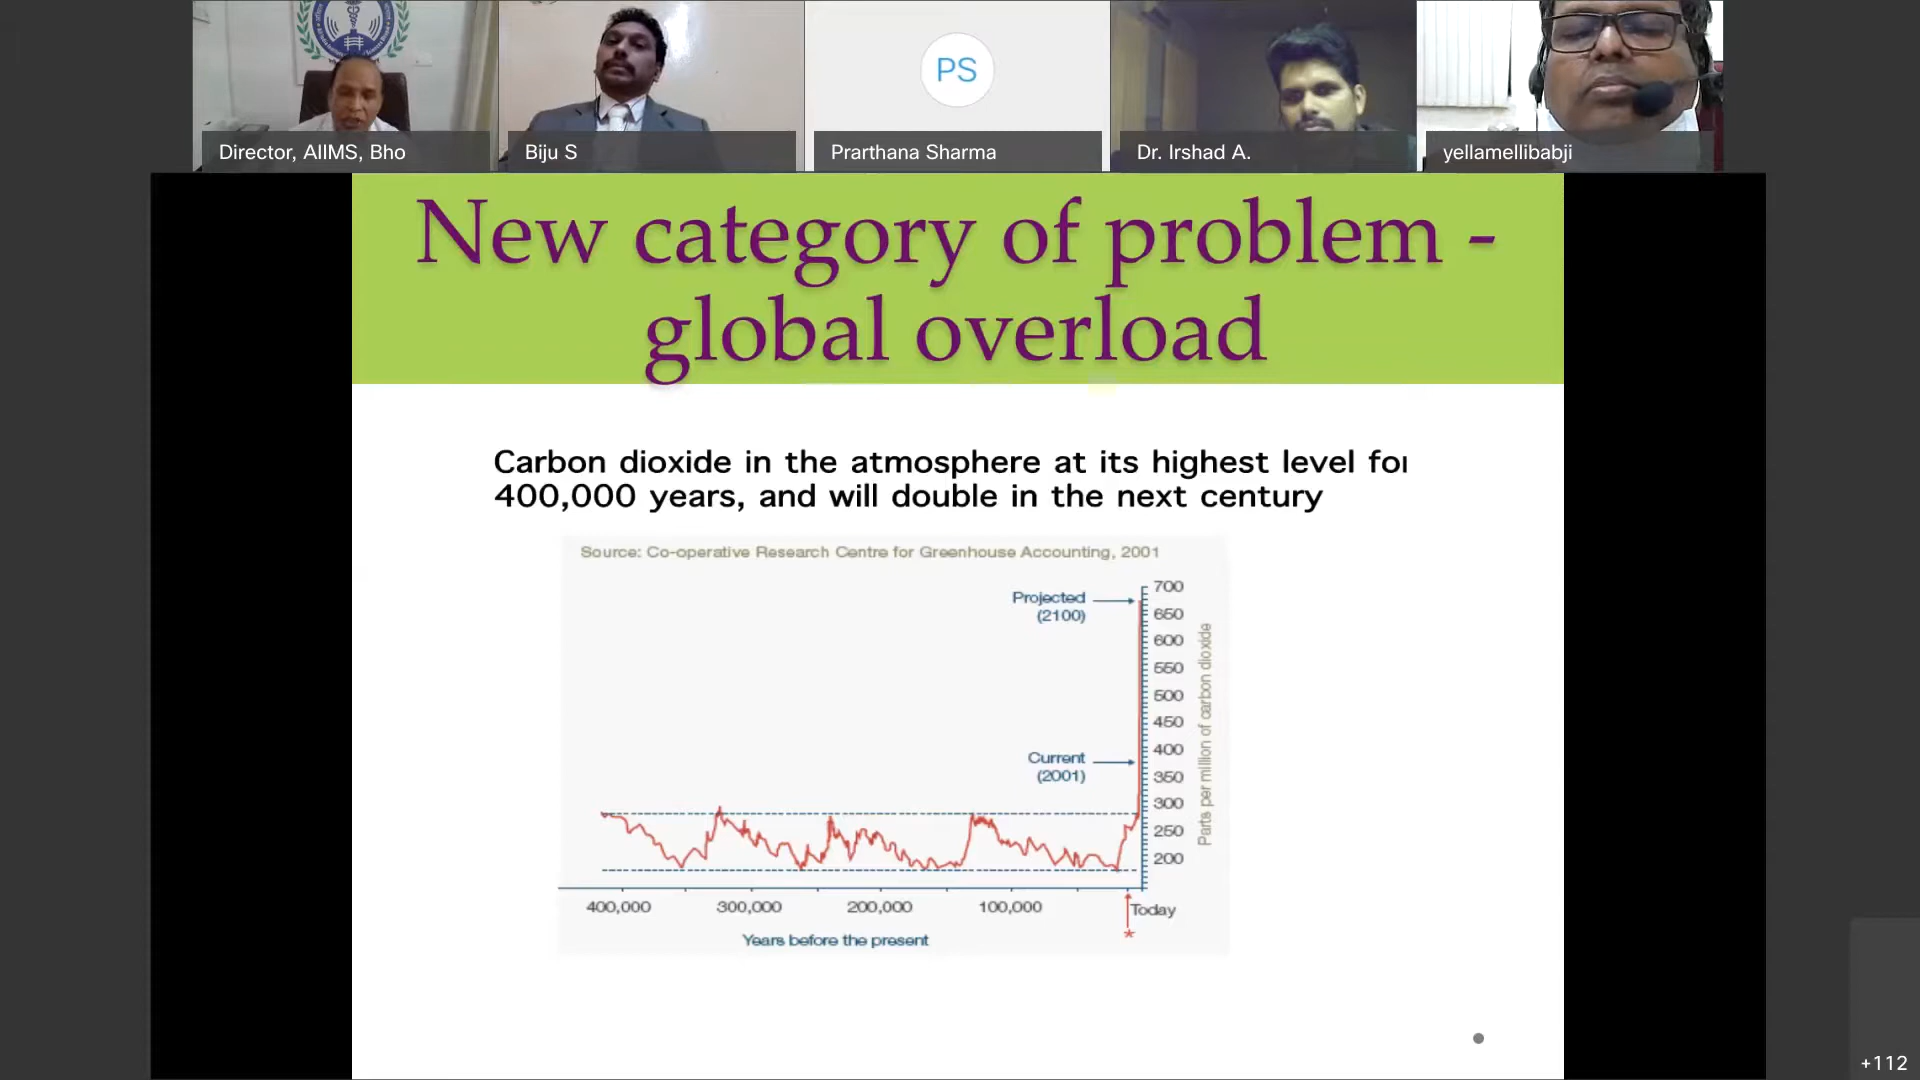 Director, AIIMS, Bho
Biju S
PS
Prarthana Sharma
Dr. Irshad A.
yellamellibabji
New category of problem -
global overload
Carbon dioxide in the atmosphere at its highest level for
400,000 years, and will double in the next century
Source: Co-operative Research Centre for Greenhouse Accounting, 2001
Projected
(2100)
Current
(2001)
700
650
600
550
500
450
400
350
300
250
200
Parts per million of carbon dioxide
400,000
300,000
200,000
100,000
Today
*
Years before the present
+112